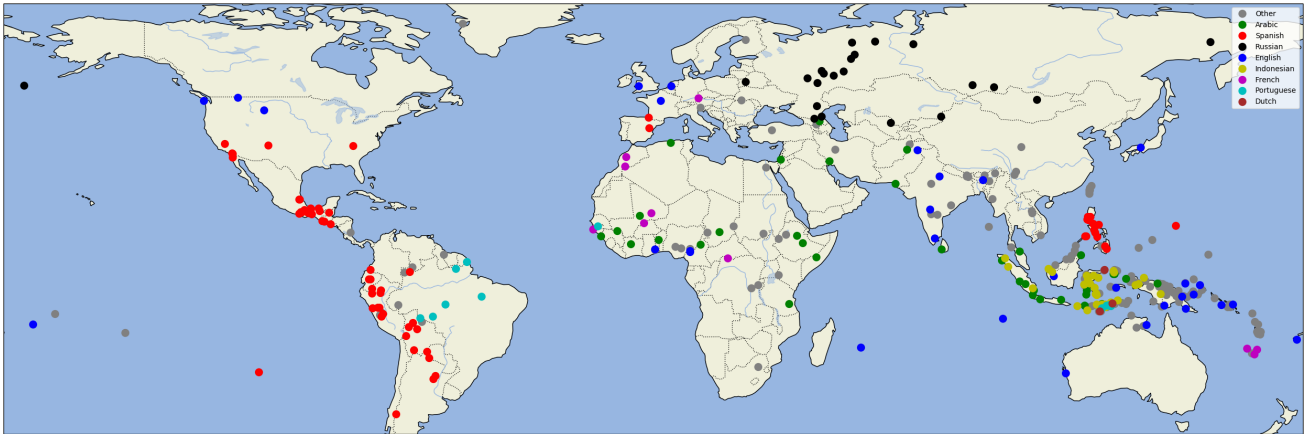 Other
Arabic
Spanish
Russian
English
Indonesian
French
Portuguese
Dutch